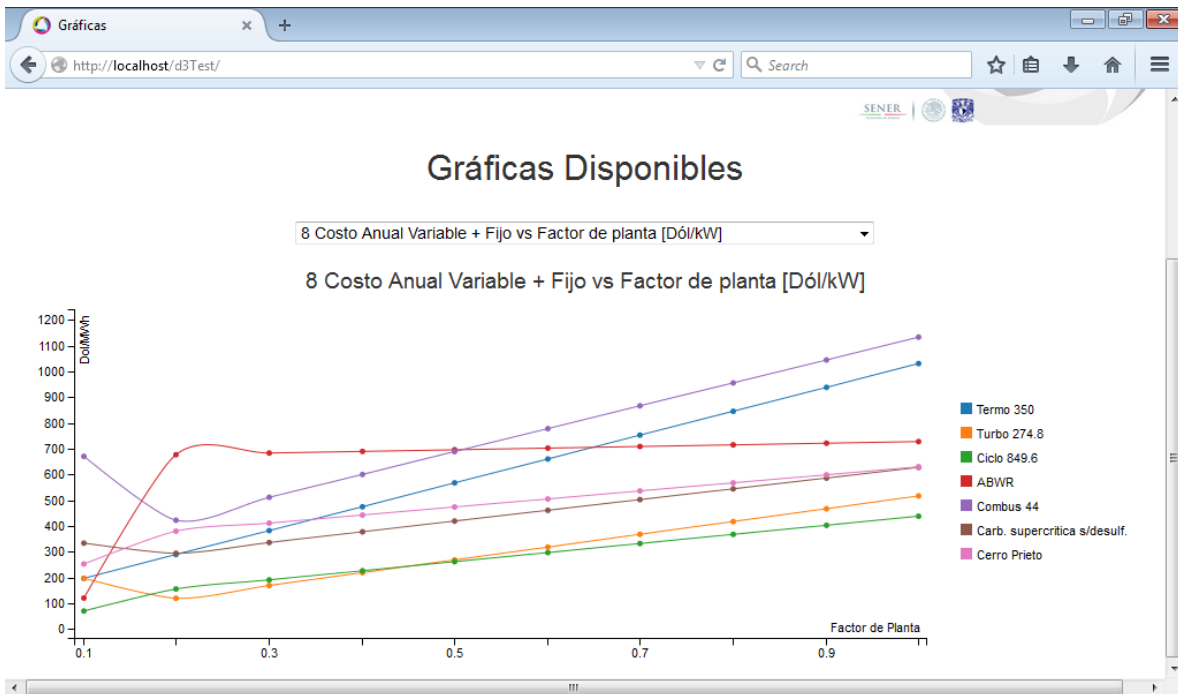 Gráficas
http://localhost/d3Test/
Search
SENER
Gráficas Disponibles
8 Costo Anual Variable + Fijo vs Factor de planta [Dól/kW]
8 Costo Anual Variable + Fijo vs Factor de planta [Dól/kW]
1200
1100
1000
900
800
700
600
500
400
300
200
100
0
Dol/MWh
0.1
0.3
0.5
0.7
0.9
Factor de Planta
Termo 350
Turbo 274.8
Ciclo 849.6
ABWR
Combus 44
Carb. supercritica s/desulf.
Cerro Prieto